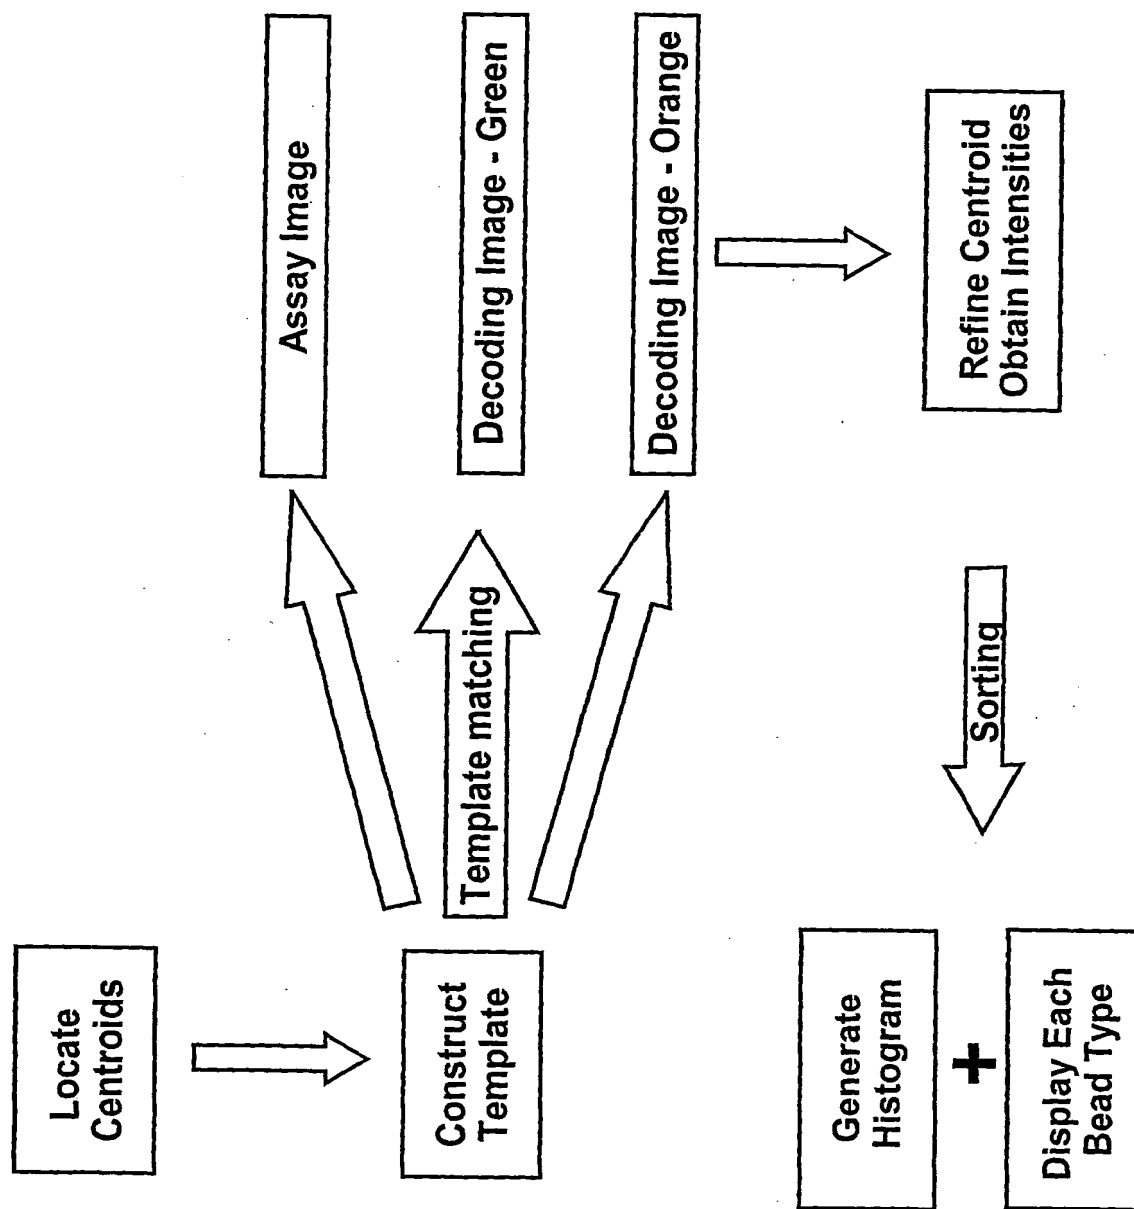 Locate
Centroids
Construct
Template
Template matching
Assay Image
Decoding Image - Green
Decoding Image - Orange
Refine Centroid
Obtain Intensities
Sorting
Generate
Histogram
+
Display Each
Bead Type